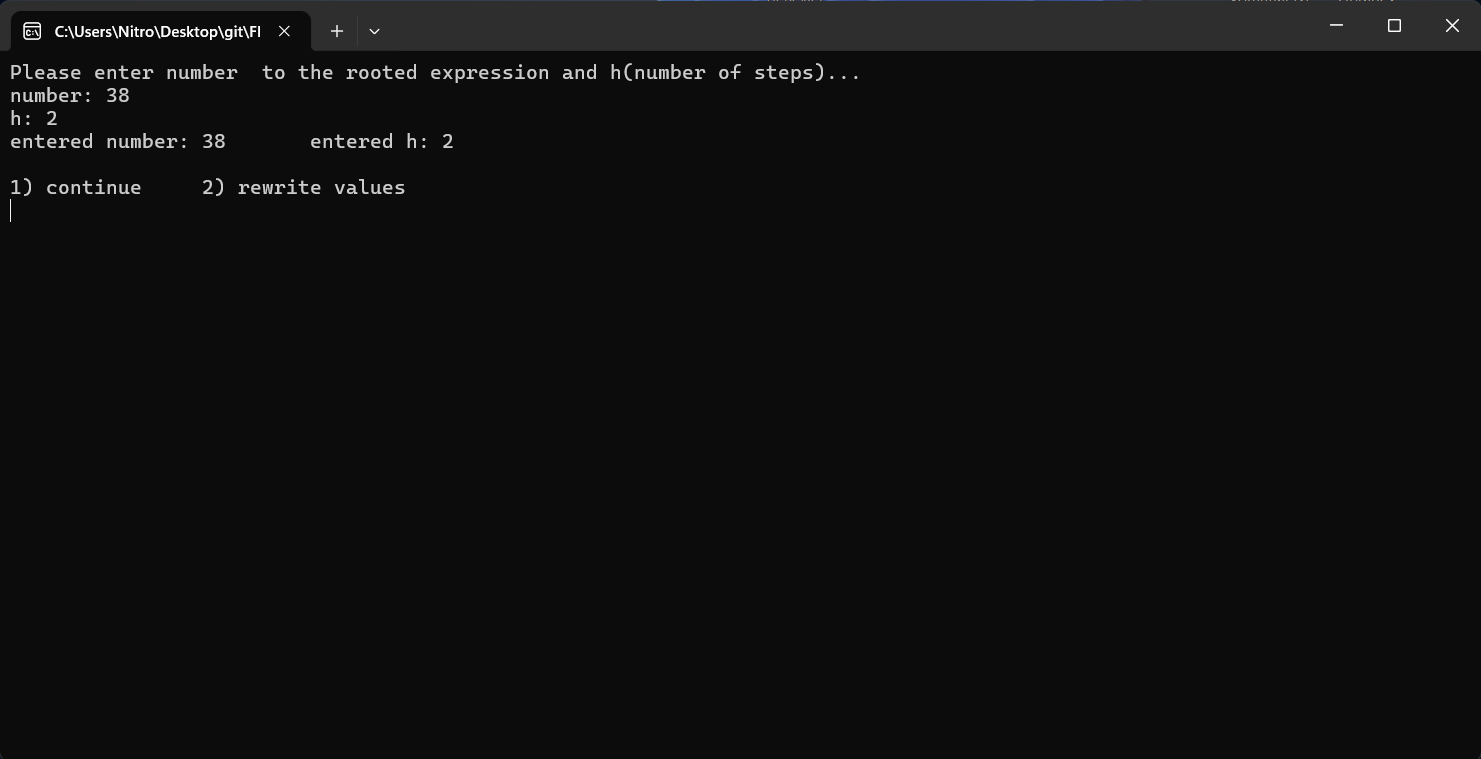 C:\Users\Nitro\Desktop\git\Fl
Please enter number  to the rooted expression and h(number of steps)...
number: 38
h: 2
entered number: 38       entered h: 2
1) continue     2) rewrite values